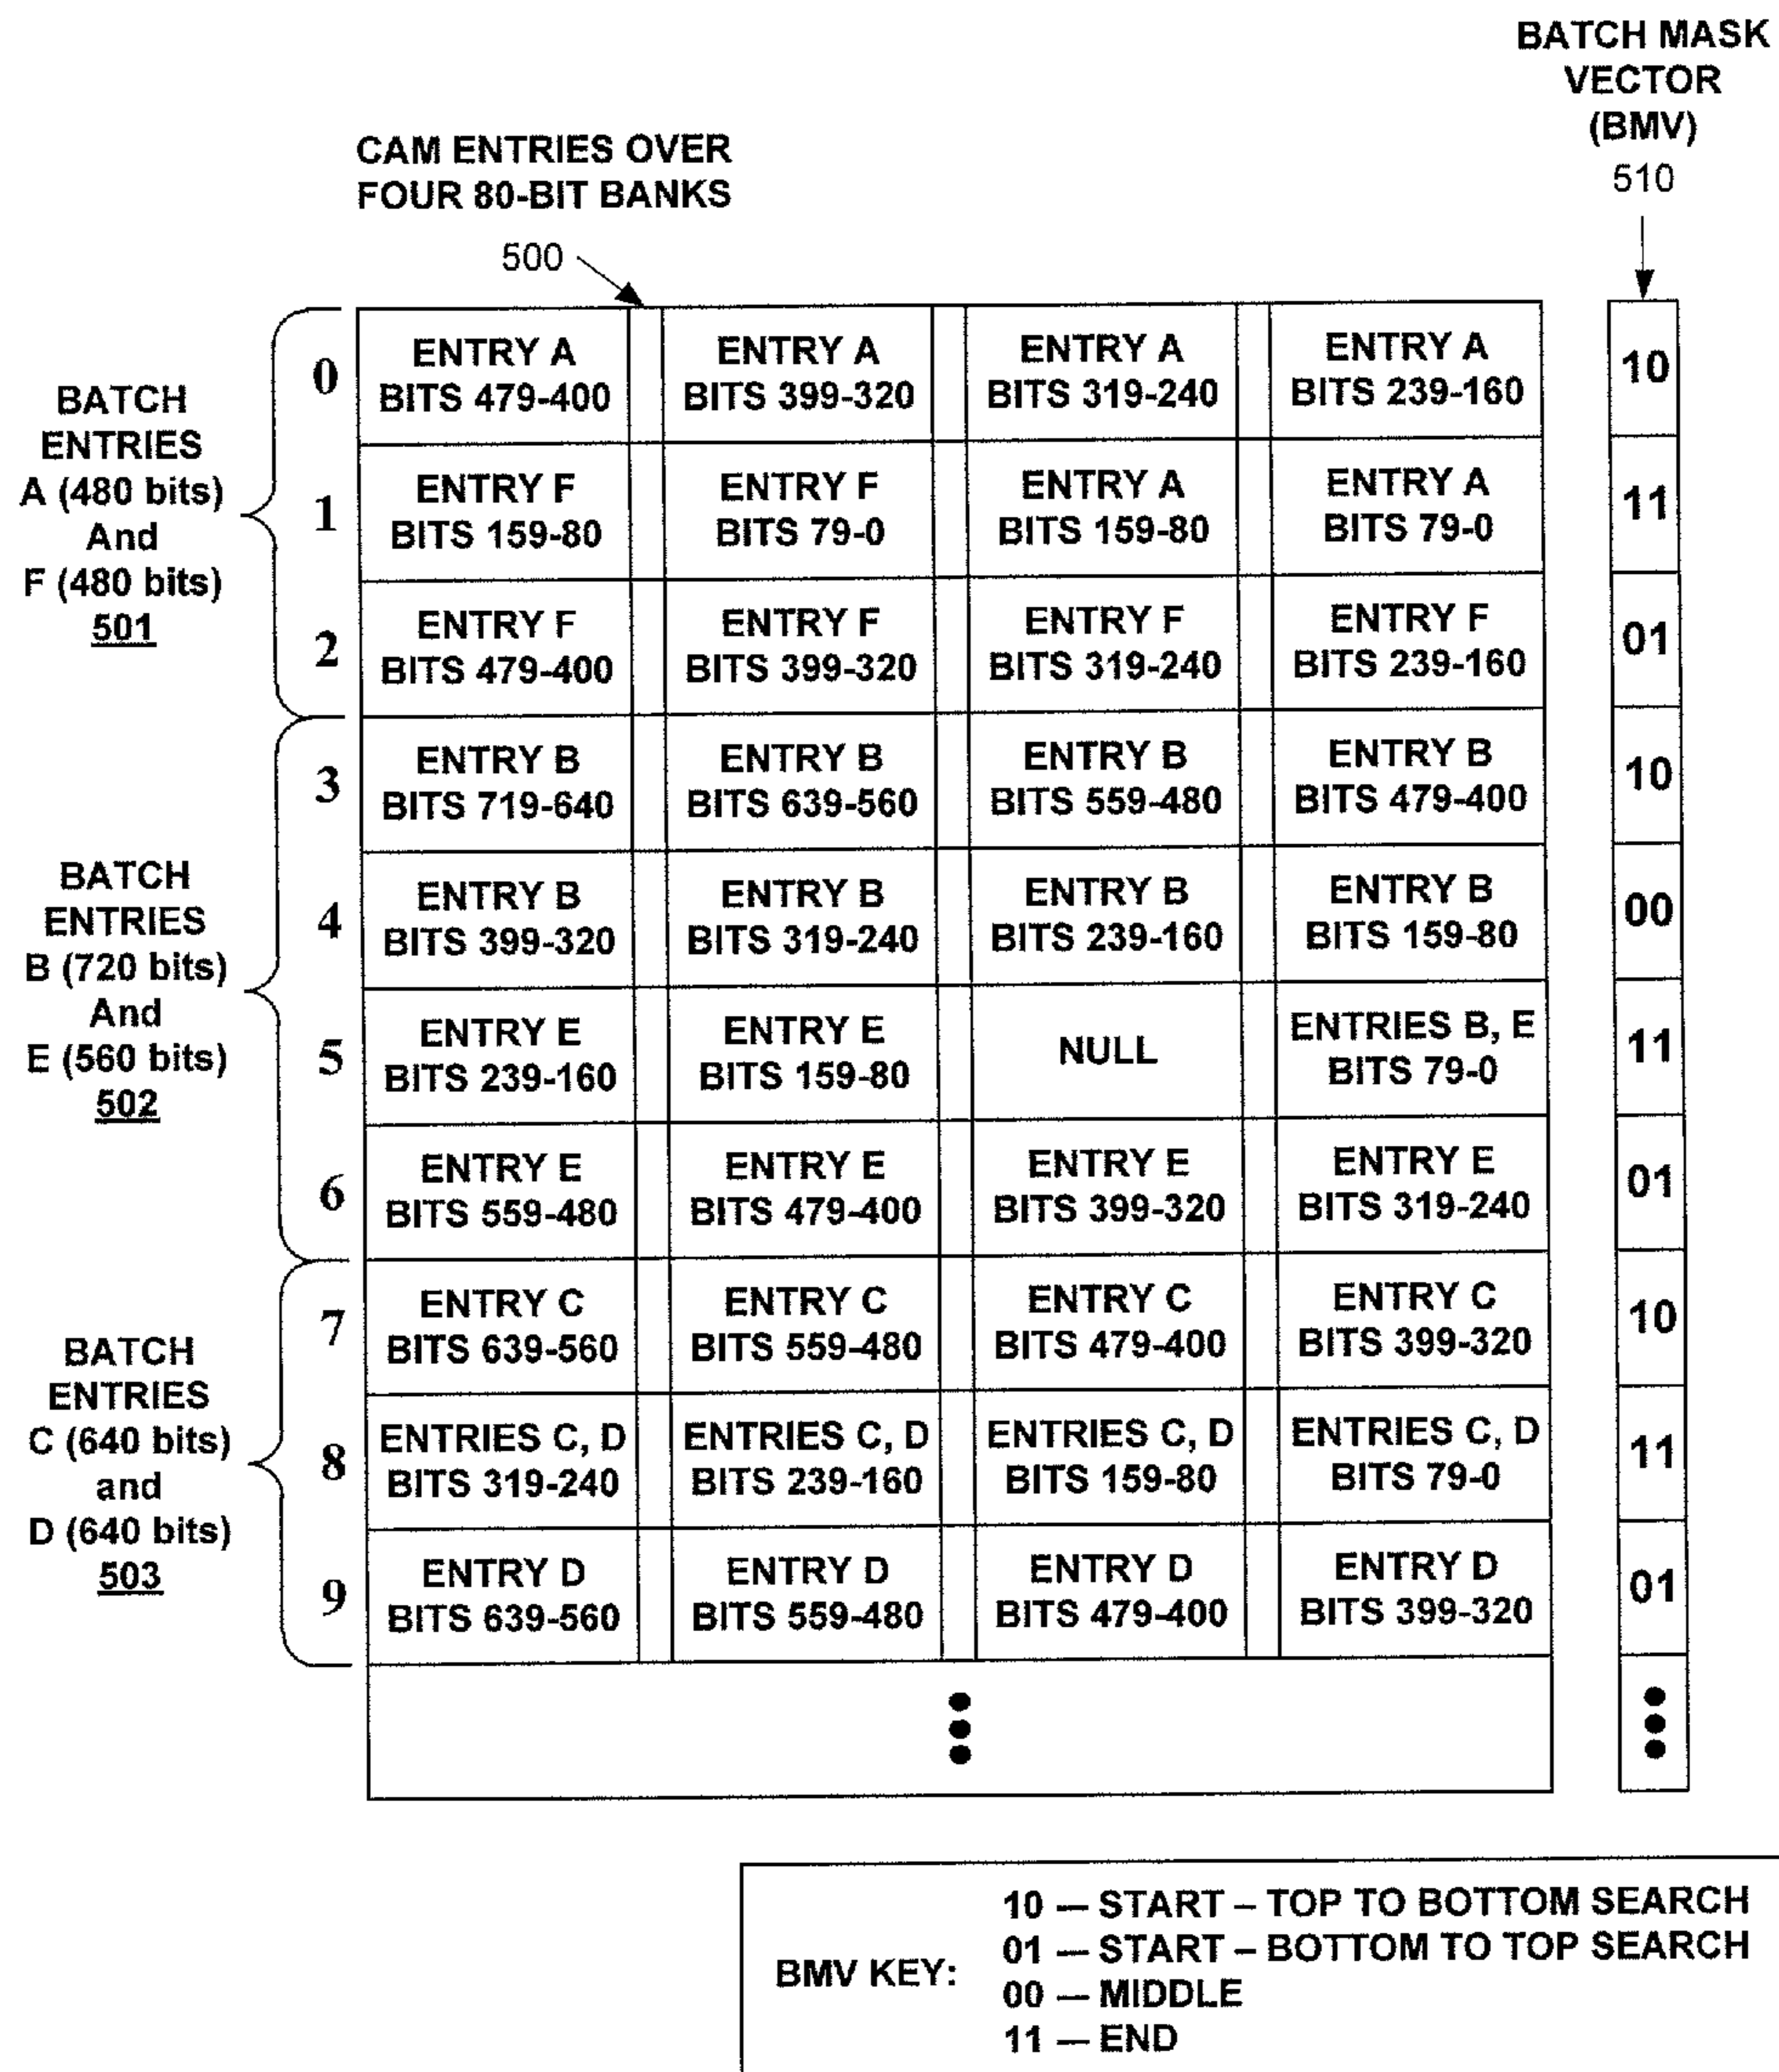 BATCH MASK
VECTOR
(BMV)
510
CAM ENTRIES OVER
FOUR 80-BIT BANKS
500
BATCH
ENTRIES
A (480 bits)
And
F (480 bits)
501
0
ENTRY A
BITS 479-400
ENTRY A
BITS 399-320
ENTRY A
BITS 319-240
ENTRY A
BITS 239-160
10
1
ENTRY F
BITS 159-80
ENTRY F
BITS 79-0
ENTRY A
BITS 159-80
ENTRY A
BITS 79-0
11
2
ENTRY F
BITS 479-400
ENTRY F
BITS 399-320
ENTRY F
BITS 319-240
ENTRY F
BITS 239-160
01
BATCH
ENTRIES
B (720 bits)
And
E (560 bits)
502
3
ENTRY B
BITS 719-640
ENTRY B
BITS 639-560
ENTRY B
BITS 559-480
ENTRY B
BITS 479-400
10
4
ENTRY B
BITS 399-320
ENTRY B
BITS 319-240
ENTRY B
BITS 239-160
ENTRY B
BITS 159-80
00
5
ENTRY E
BITS 239-160
ENTRY E
BITS 159-80
NULL
ENTRIES B, E
BITS 79-0
11
6
ENTRY E
BITS 559-480
ENTRY E
BITS 479-400
ENTRY E
BITS 399-320
ENTRY E
BITS 319-240
01
BATCH
ENTRIES
C (640 bits)
and
D (640 bits)
503
7
ENTRY C
BITS 639-560
ENTRY C
BITS 559-480
ENTRY C
BITS 479-400
ENTRY C
BITS 399-320
10
8
ENTRIES C, D
BITS 319-240
ENTRIES C, D
BITS 239-160
ENTRIES C, D
BITS 159-80
ENTRIES C, D
BITS 79-0
11
9
ENTRY D
BITS 639-560
ENTRY D
BITS 559-480
ENTRY D
BITS 479-400
ENTRY D
BITS 399-320
01
BMV KEY:
10 — START – TOP TO BOTTOM SEARCH
01 — START – BOTTOM TO TOP SEARCH
00 — MIDDLE
11 — END